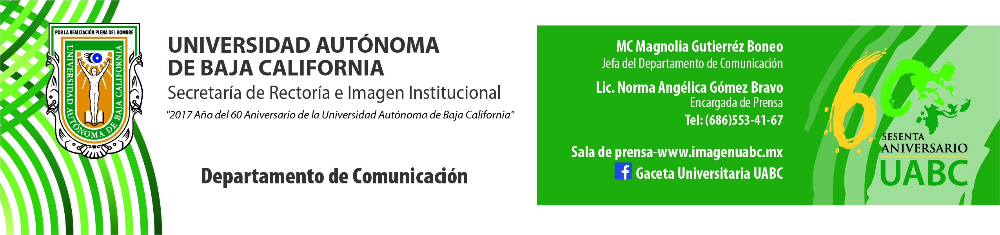 POR LA REALIZACIÓN PLENA DEL HOMBRE
UNIVERSIDAD AUTÓNOMA DE BAJA CALIFORNIA
UNIVERSIDAD AUTÓNOMA
DE BAJA CALIFORNIA
Secretaría de Rectoría e Imagen Institucional
"2017 Año del 60 Aniversario de la Universidad Autónoma de Baja California"
Departamento de Comunicación
MC Magnolia Gutierréz Boneo
Jefa del Departamento de Comunicación
Lic. Norma Angélica Gómez Bravo
Encargada de Prensa
Tel: (686)553-41-67
Sala de prensa-www.imagenuabc.mx
f Gaceta Universitaria UABC
60
SESENTA
ANIVERSARIO
UABC